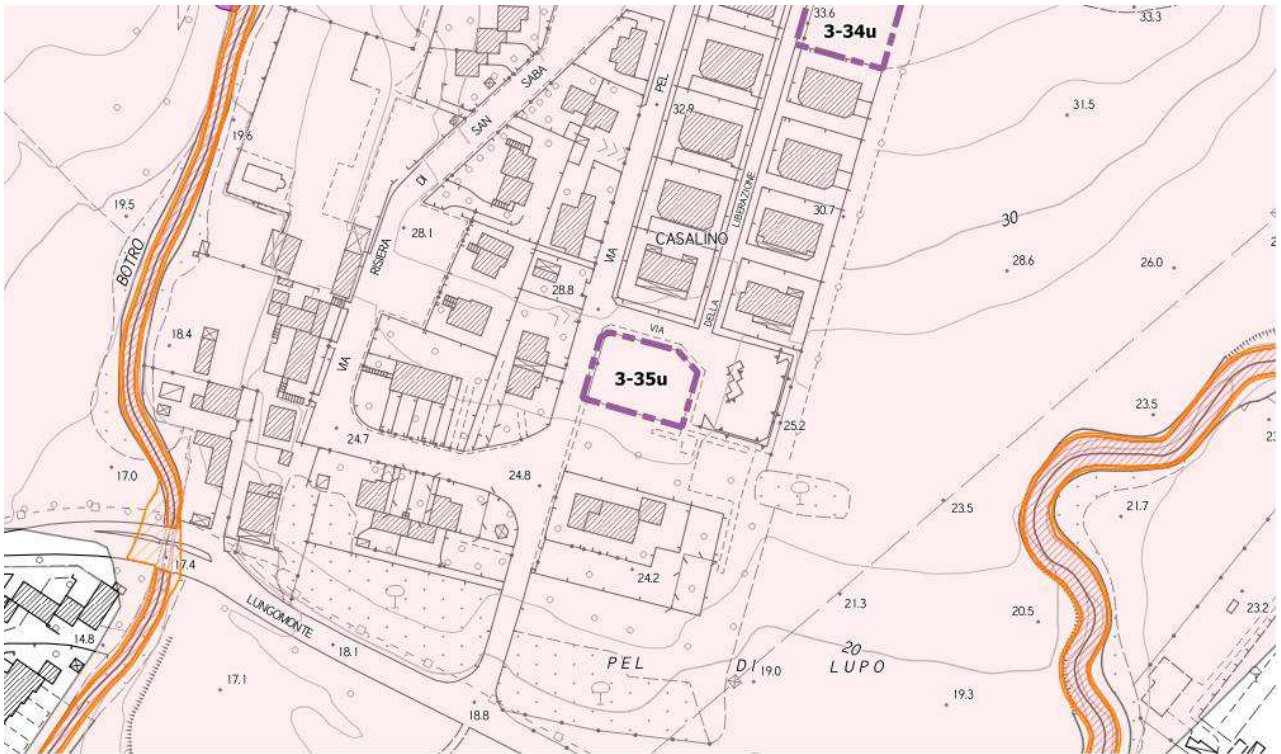 33.6
3-34u
33.3
SABA
PEL
31.5
32.9
SAN
19.6
DI
LIBERAZIONE
19.5
30.7
30
28.1
CASALINO
BOTRO
RISIERA
VIA
28.6
26.0
28.8
DELLA
VIA
18.4
VIA
3-35u
23.5
25.2
24.7
17.0
24.8
23.5
21.7
17.4
24.2
21.3
20.5
23.2
LUNGOMONTE
14.8
18.1
20
PEL DI LUPO
19.0
17.1
19.3
18.8